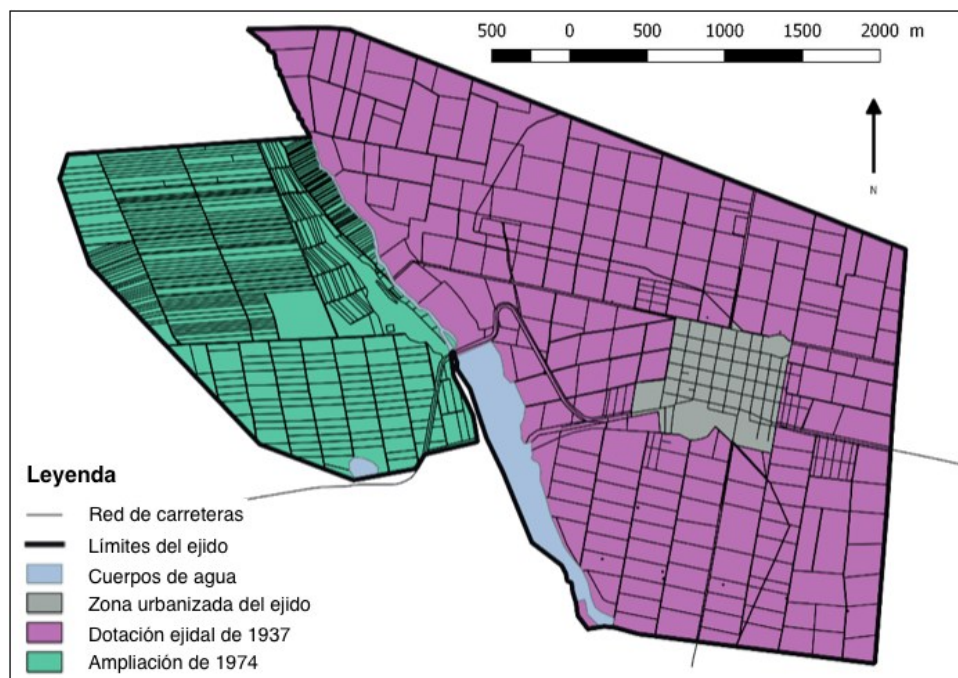 500 0 500 1000 1500 2000 m
N
Leyenda
Red de carreteras
Límites del ejido
Cuerpos de agua
Zona urbanizada del ejido
Dotación ejidal de 1937
Ampliación de 1974